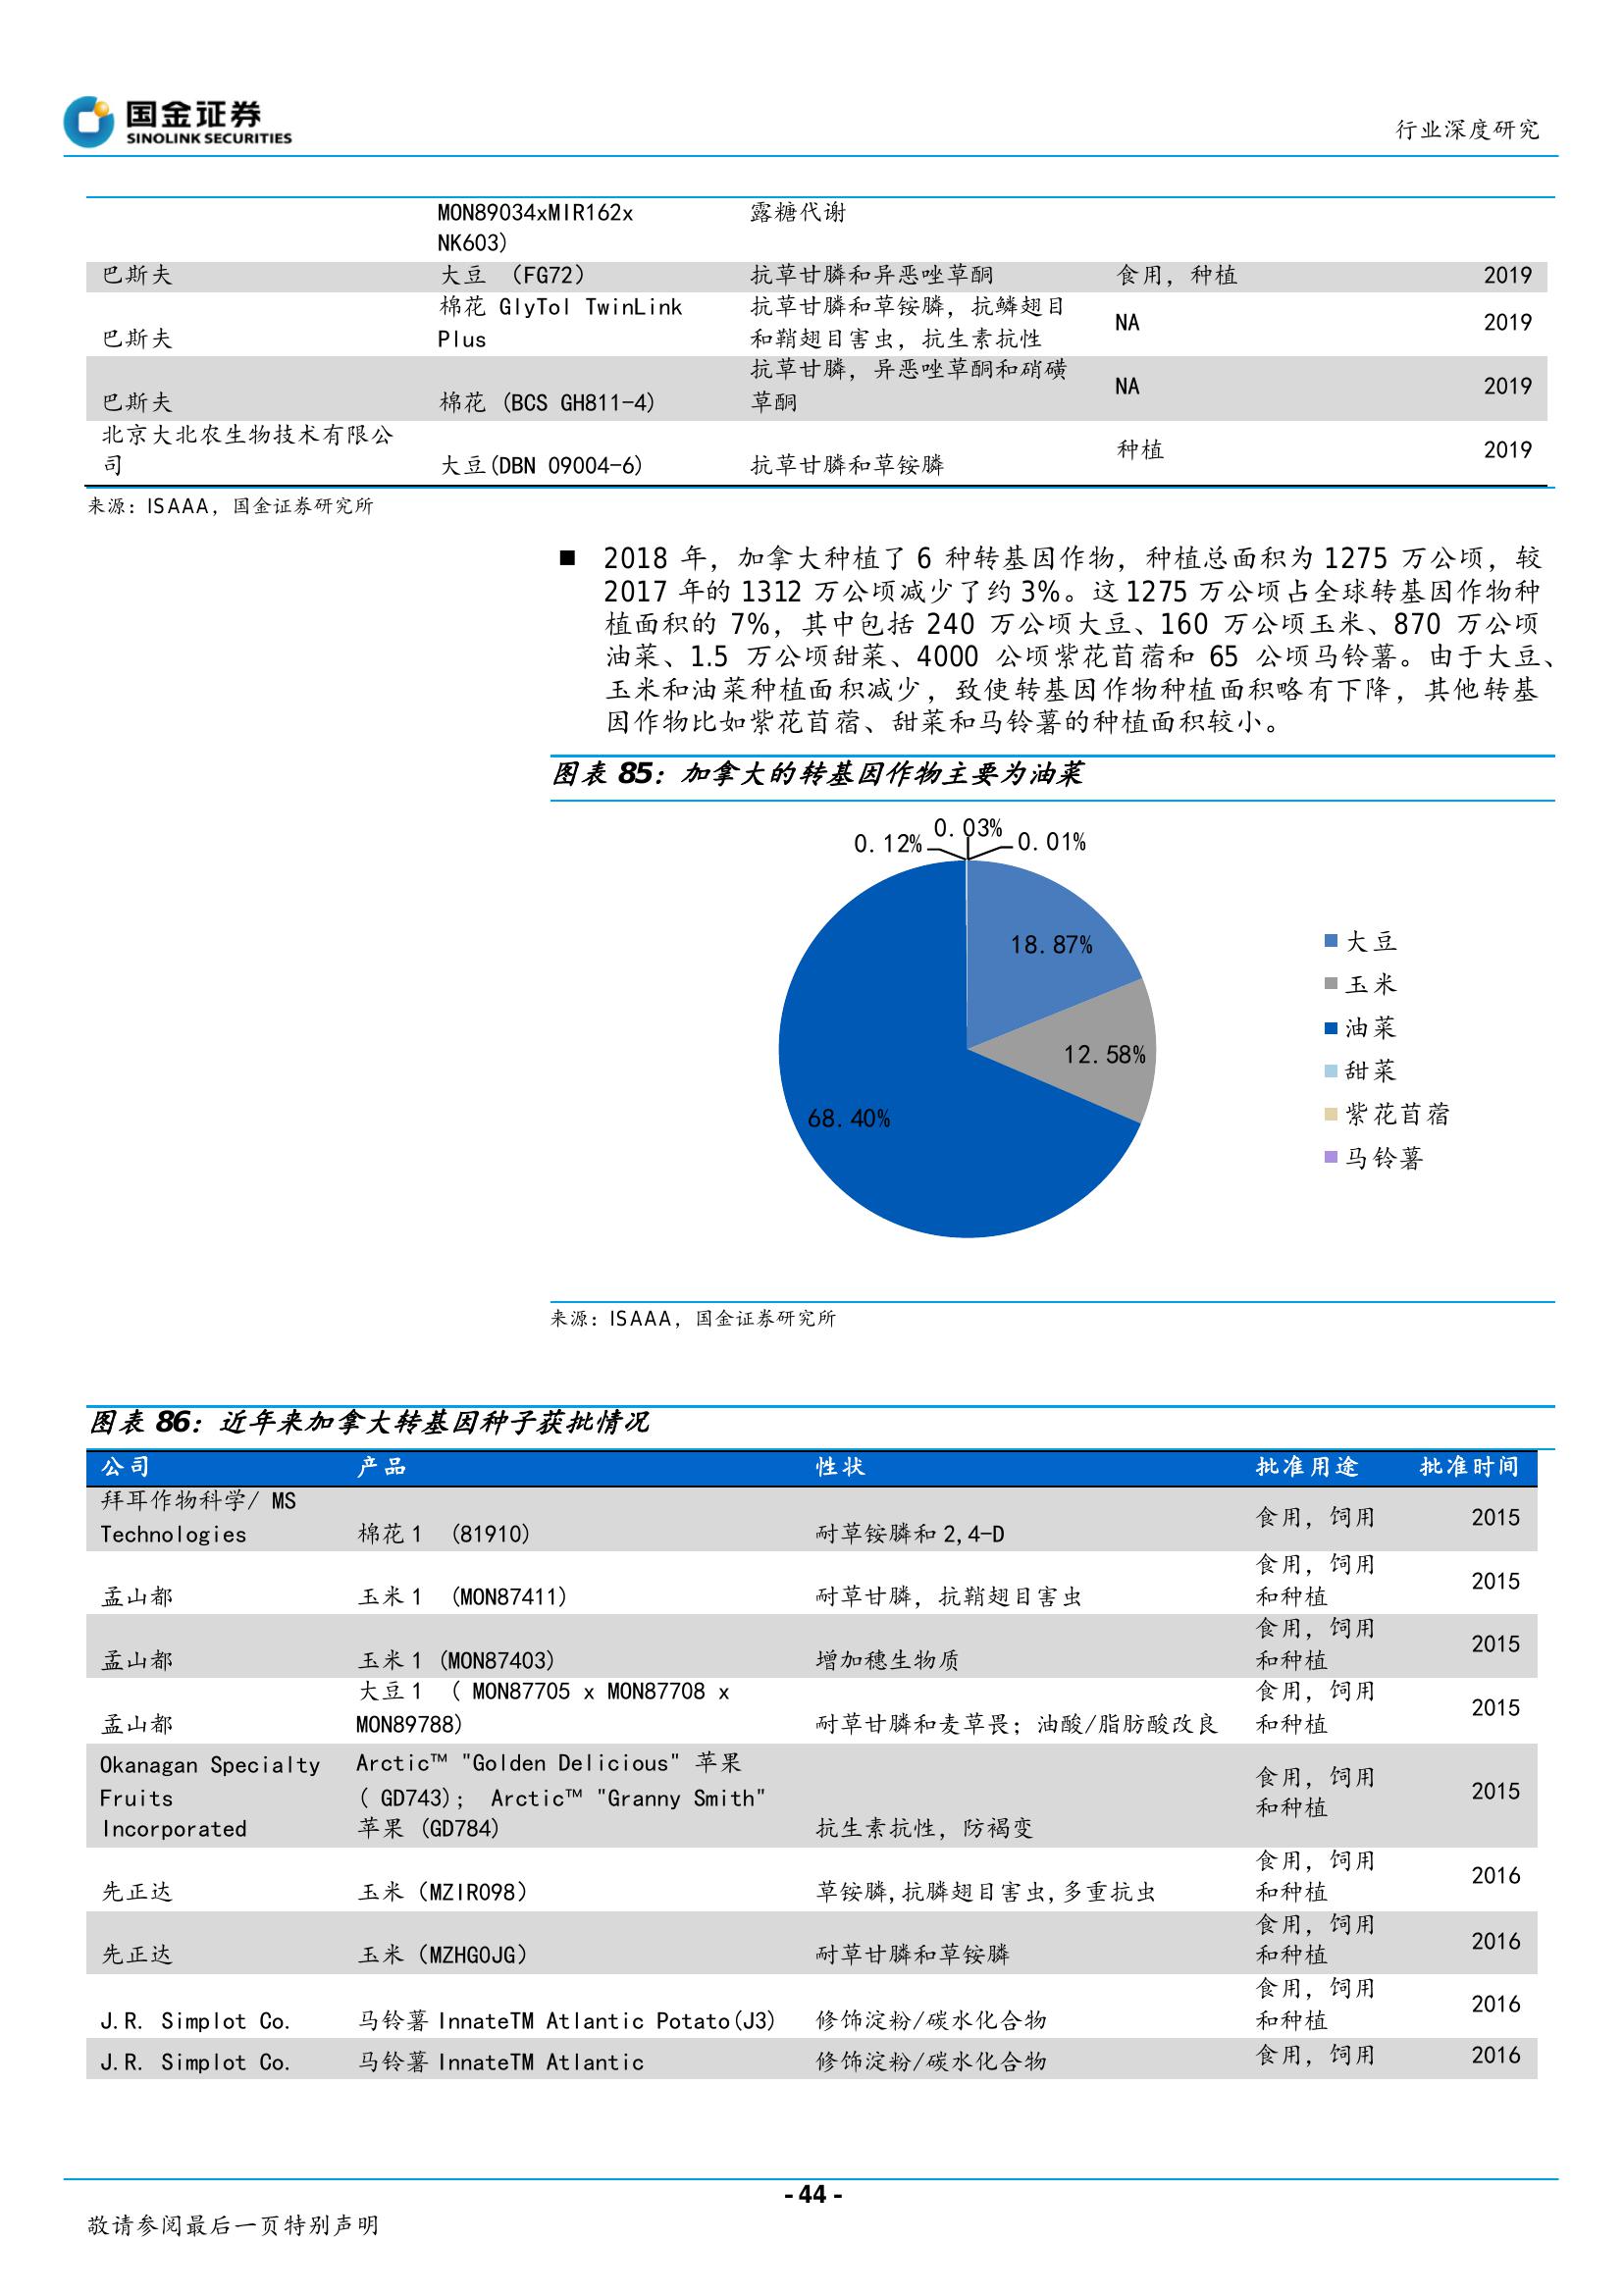 国金证券
SINOLINK SECURITIES
行业深度研究
MON89034xMIR162x
NK603)
露糖代谢
巴斯夫 大豆 （FG72） 抗草甘膦和异恶唑草酮 食用，种植 2019
巴斯夫 棉花 GlyTol TwinLink
Plus 抗草甘膦和草铵膦，抗鳞翅目
和鞘翅目害虫，抗生素抗性 NA 2019
巴斯夫 棉花 (BCS GH811-4) 抗草甘膦，异恶唑草酮和硝磺
草酮 NA 2019
北京大北农生物技术有限公
司 大豆(DBN 09004-6) 抗草甘膦和草铵膦 种植 2019
来源：ISAAA，国金证券研究所
■ 2018 年，加拿大种植了 6 种转基因作物，种植总面积为 1275 万公顷，较
2017 年的 1312 万公顷减少了约 3%。这 1275 万公顷占全球转基因作物种
植面积的 7%，其中包括 240 万公顷大豆、160 万公顷玉米、870 万公顷
油菜、1.5 万公顷甜菜、4000 公顷紫花苜蓿和 65 公顷马铃薯。由于大豆、
玉米和油菜种植面积减少，致使转基因作物种植面积略有下降，其他转基
因作物比如紫花苜蓿、甜菜和马铃薯的种植面积较小。
图表 85：加拿大的转基因作物主要为油菜
0.12% 0.03% 0.01%
18.87%
12.58%
68.40%
大豆
玉米
油菜
甜菜
紫花苜蓿
马铃薯
来源：ISAAA，国金证券研究所
图表 86：近年来加拿大转基因种子获批情况
公司 产品 性状 批准用途 批准时间
拜耳作物科学/ MS
Technologies 棉花 1 (81910) 耐草铵膦和 2,4-D 食用，饲用 2015
孟山都 玉米 1 (MON87411) 耐草甘膦，抗鞘翅目害虫 食用，饲用
和种植 2015
孟山都 玉米 1 (MON87403) 增加穗生物质 食用，饲用
和种植 2015
孟山都 大豆 1 ( MON87705 x MON87708 x
MON89788) 耐草甘膦和麦草畏；油酸/脂肪酸改良 食用，饲用
和种植 2015
Okanagan Specialty
Fruits
Incorporated
Arctic™ "Golden Delicious" 苹果
( GD743)； Arctic™ "Granny Smith"
苹果 (GD784) 抗生素抗性，防褐变 食用，饲用
和种植 2015
先正达 玉米（MZIR098） 草铵膦,抗膦翅目害虫,多重抗虫 食用，饲用
和种植 2016
先正达 玉米（MZHG0JG） 耐草甘膦和草铵膦 食用，饲用
和种植 2016
J.R. Simplot Co. 马铃薯 InnateTM Atlantic Potato(J3) 修饰淀粉/碳水化合物 食用，饲用
和种植 2016
J.R. Simplot Co. 马铃薯 InnateTM Atlantic 修饰淀粉/碳水化合物 食用，饲用 2016
- 44 -
敬请参阅最后一页特别声明